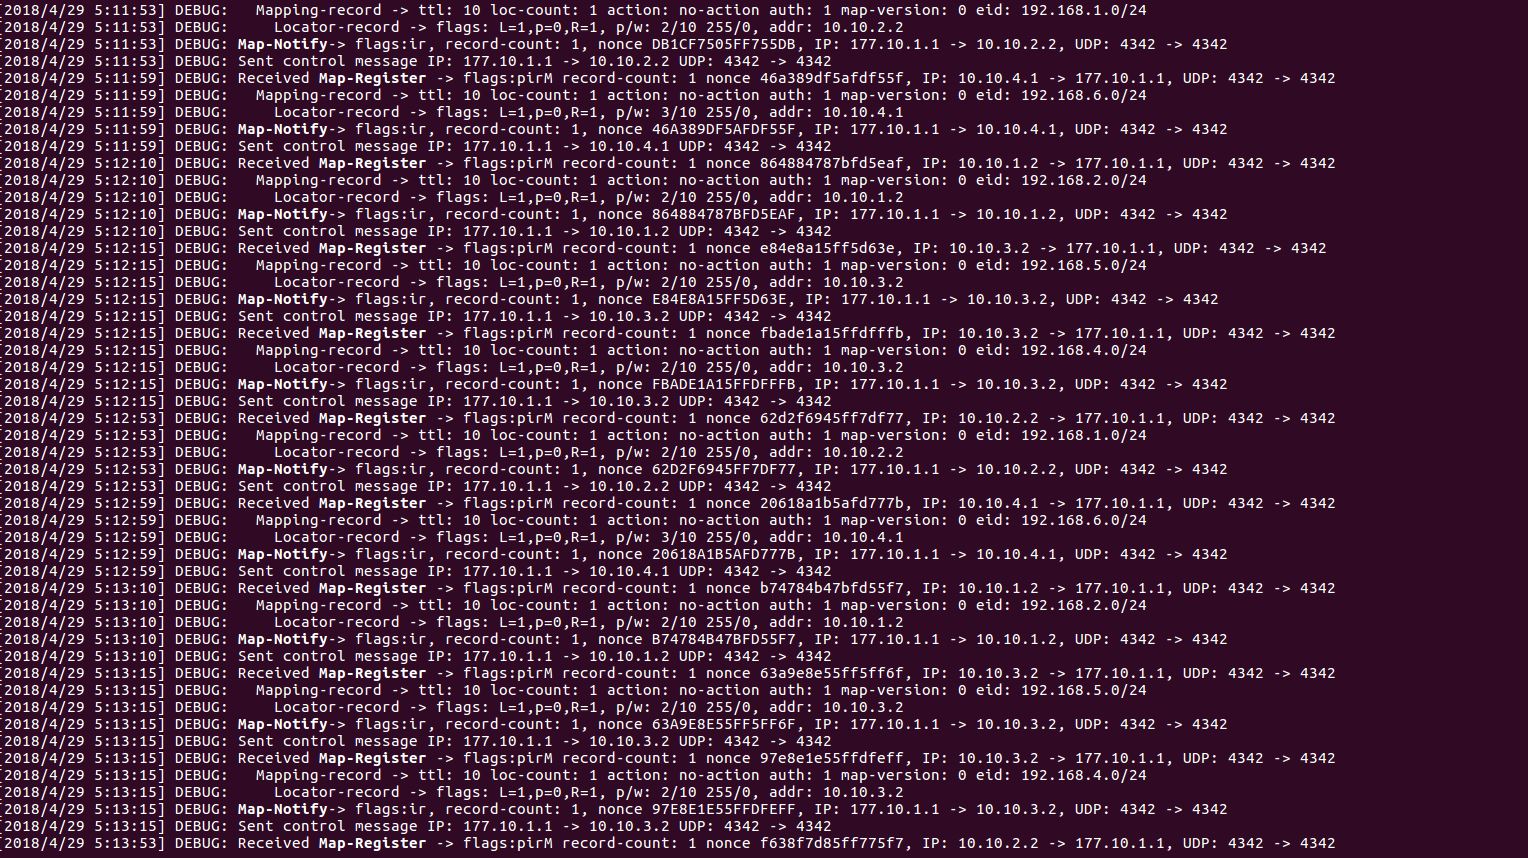 [2018/4/29 5:11:53] DEBUG:   Mapping-record -> ttl: 10 loc-count: 1 action: no-action auth: 1 map-version: 0 eid: 192.168.1.0/24
[2018/4/29 5:11:53] DEBUG:     Locator-record -> flags: L=1,p=0,R=1, p/w: 2/10 255/0, addr: 10.10.2.2
[2018/4/29 5:11:53] DEBUG: Map-Notify-> flags:ir, record-count: 1, nonce DB1CF7505FF755DB, IP: 177.10.1.1 -> 10.10.2.2, UDP: 4342 -> 4342
[2018/4/29 5:11:53] DEBUG: Sent control message IP: 177.10.1.1 -> 10.10.2.2 UDP: 4342 -> 4342
[2018/4/29 5:11:59] DEBUG: Received Map-Register -> flags:pirM record-count: 1 nonce 46a389df5afdf55f, IP: 10.10.4.1 -> 177.10.1.1, UDP: 4342 -> 4342
[2018/4/29 5:11:59] DEBUG:   Mapping-record -> ttl: 10 loc-count: 1 action: no-action auth: 1 map-version: 0 eid: 192.168.6.0/24
[2018/4/29 5:11:59] DEBUG:     Locator-record -> flags: L=1,p=0,R=1, p/w: 3/10 255/0, addr: 10.10.4.1
[2018/4/29 5:11:59] DEBUG: Map-Notify-> flags:ir, record-count: 1, nonce 46A389DF5AFDF55F, IP: 177.10.1.1 -> 10.10.4.1, UDP: 4342 -> 4342
[2018/4/29 5:11:59] DEBUG: Sent control message IP: 177.10.1.1 -> 10.10.4.1 UDP: 4342 -> 4342
[2018/4/29 5:12:10] DEBUG: Received Map-Register -> flags:pirM record-count: 1 nonce 864884787bfd5eaf, IP: 10.10.1.2 -> 177.10.1.1, UDP: 4342 -> 4342
[2018/4/29 5:12:10] DEBUG:   Mapping-record -> ttl: 10 loc-count: 1 action: no-action auth: 1 map-version: 0 eid: 192.168.2.0/24
[2018/4/29 5:12:10] DEBUG:     Locator-record -> flags: L=1,p=0,R=1, p/w: 2/10 255/0, addr: 10.10.1.2
[2018/4/29 5:12:10] DEBUG: Map-Notify-> flags:ir, record-count: 1, nonce 864884787BFD5EAF, IP: 177.10.1.1 -> 10.10.1.2, UDP: 4342 -> 4342
[2018/4/29 5:12:10] DEBUG: Sent control message IP: 177.10.1.1 -> 10.10.1.2 UDP: 4342 -> 4342
[2018/4/29 5:12:15] DEBUG: Received Map-Register -> flags:pirM record-count: 1 nonce e84e8a15ff5d63e, IP: 10.10.3.2 -> 177.10.1.1, UDP: 4342 -> 4342
[2018/4/29 5:12:15] DEBUG:   Mapping-record -> ttl: 10 loc-count: 1 action: no-action auth: 1 map-version: 0 eid: 192.168.5.0/24
[2018/4/29 5:12:15] DEBUG:     Locator-record -> flags: L=1,p=0,R=1, p/w: 2/10 255/0, addr: 10.10.3.2
[2018/4/29 5:12:15] DEBUG: Map-Notify-> flags:ir, record-count: 1, nonce E84E8A15FF5D63E, IP: 177.10.1.1 -> 10.10.3.2, UDP: 4342 -> 4342
[2018/4/29 5:12:15] DEBUG: Sent control message IP: 177.10.1.1 -> 10.10.3.2 UDP: 4342 -> 4342
[2018/4/29 5:12:15] DEBUG: Received Map-Register -> flags:pirM record-count: 1 nonce fbade1a15ffdfffb, IP: 10.10.3.2 -> 177.10.1.1, UDP: 4342 -> 4342
[2018/4/29 5:12:15] DEBUG:   Mapping-record -> ttl: 10 loc-count: 1 action: no-action auth: 1 map-version: 0 eid: 192.168.4.0/24
[2018/4/29 5:12:15] DEBUG:     Locator-record -> flags: L=1,p=0,R=1, p/w: 2/10 255/0, addr: 10.10.3.2
[2018/4/29 5:12:15] DEBUG: Map-Notify-> flags:ir, record-count: 1, nonce FBADE1A15FFDFFFB, IP: 177.10.1.1 -> 10.10.3.2, UDP: 4342 -> 4342
[2018/4/29 5:12:15] DEBUG: Sent control message IP: 177.10.1.1 -> 10.10.3.2 UDP: 4342 -> 4342
[2018/4/29 5:12:53] DEBUG: Received Map-Register -> flags:pirM record-count: 1 nonce 62d2f6945ff7df77, IP: 10.10.2.2 -> 177.10.1.1, UDP: 4342 -> 4342
[2018/4/29 5:12:53] DEBUG:   Mapping-record -> ttl: 10 loc-count: 1 action: no-action auth: 1 map-version: 0 eid: 192.168.1.0/24
[2018/4/29 5:12:53] DEBUG:     Locator-record -> flags: L=1,p=0,R=1, p/w: 2/10 255/0, addr: 10.10.2.2
[2018/4/29 5:12:53] DEBUG: Map-Notify-> flags:ir, record-count: 1, nonce 62D2F6945FF7DF77, IP: 177.10.1.1 -> 10.10.2.2, UDP: 4342 -> 4342
[2018/4/29 5:12:53] DEBUG: Sent control message IP: 177.10.1.1 -> 10.10.2.2 UDP: 4342 -> 4342
[2018/4/29 5:12:59] DEBUG: Received Map-Register -> flags:pirM record-count: 1 nonce 20618a1b5afd777b, IP: 10.10.4.1 -> 177.10.1.1, UDP: 4342 -> 4342
[2018/4/29 5:12:59] DEBUG:   Mapping-record -> ttl: 10 loc-count: 1 action: no-action auth: 1 map-version: 0 eid: 192.168.6.0/24
[2018/4/29 5:12:59] DEBUG:     Locator-record -> flags: L=1,p=0,R=1, p/w: 3/10 255/0, addr: 10.10.4.1
[2018/4/29 5:12:59] DEBUG: Map-Notify-> flags:ir, record-count: 1, nonce 20618A1B5AFD777B, IP: 177.10.1.1 -> 10.10.4.1, UDP: 4342 -> 4342
[2018/4/29 5:12:59] DEBUG: Sent control message IP: 177.10.1.1 -> 10.10.4.1 UDP: 4342 -> 4342
[2018/4/29 5:13:10] DEBUG: Received Map-Register -> flags:pirM record-count: 1 nonce b74784b47bfd55f7, IP: 10.10.1.2 -> 177.10.1.1, UDP: 4342 -> 4342
[2018/4/29 5:13:10] DEBUG:   Mapping-record -> ttl: 10 loc-count: 1 action: no-action auth: 1 map-version: 0 eid: 192.168.2.0/24
[2018/4/29 5:13:10] DEBUG:     Locator-record -> flags: L=1,p=0,R=1, p/w: 2/10 255/0, addr: 10.10.1.2
[2018/4/29 5:13:10] DEBUG: Map-Notify-> flags:ir, record-count: 1, nonce B74784B47BFD55F7, IP: 177.10.1.1 -> 10.10.1.2, UDP: 4342 -> 4342
[2018/4/29 5:13:10] DEBUG: Sent control message IP: 177.10.1.1 -> 10.10.1.2 UDP: 4342 -> 4342
[2018/4/29 5:13:15] DEBUG: Received Map-Register -> flags:pirM record-count: 1 nonce 63a9e8e55ff5ff6f, IP: 10.10.3.2 -> 177.10.1.1, UDP: 4342 -> 4342
[2018/4/29 5:13:15] DEBUG:   Mapping-record -> ttl: 10 loc-count: 1 action: no-action auth: 1 map-version: 0 eid: 192.168.5.0/24
[2018/4/29 5:13:15] DEBUG:     Locator-record -> flags: L=1,p=0,R=1, p/w: 2/10 255/0, addr: 10.10.3.2
[2018/4/29 5:13:15] DEBUG: Map-Notify-> flags:ir, record-count: 1, nonce 63A9E8E55FF5FF6F, IP: 177.10.1.1 -> 10.10.3.2, UDP: 4342 -> 4342
[2018/4/29 5:13:15] DEBUG: Sent control message IP: 177.10.1.1 -> 10.10.3.2 UDP: 4342 -> 4342
[2018/4/29 5:13:15] DEBUG: Received Map-Register -> flags:pirM record-count: 1 nonce 97e8e1e55ffdfeff, IP: 10.10.3.2 -> 177.10.1.1, UDP: 4342 -> 4342
[2018/4/29 5:13:15] DEBUG:   Mapping-record -> ttl: 10 loc-count: 1 action: no-action auth: 1 map-version: 0 eid: 192.168.4.0/24
[2018/4/29 5:13:15] DEBUG:     Locator-record -> flags: L=1,p=0,R=1, p/w: 2/10 255/0, addr: 10.10.3.2
[2018/4/29 5:13:15] DEBUG: Map-Notify-> flags:ir, record-count: 1, nonce 97E8E1E55FFDFEFF, IP: 177.10.1.1 -> 10.10.3.2, UDP: 4342 -> 4342
[2018/4/29 5:13:15] DEBUG: Sent control message IP: 177.10.1.1 -> 10.10.3.2 UDP: 4342 -> 4342
[2018/4/29 5:13:53] DEBUG: Received Map-Register -> flags:pirM record-count: 1 nonce f638f7d85ff775f7, IP: 10.10.2.2 -> 177.10.1.1, UDP: 4342 -> 4342